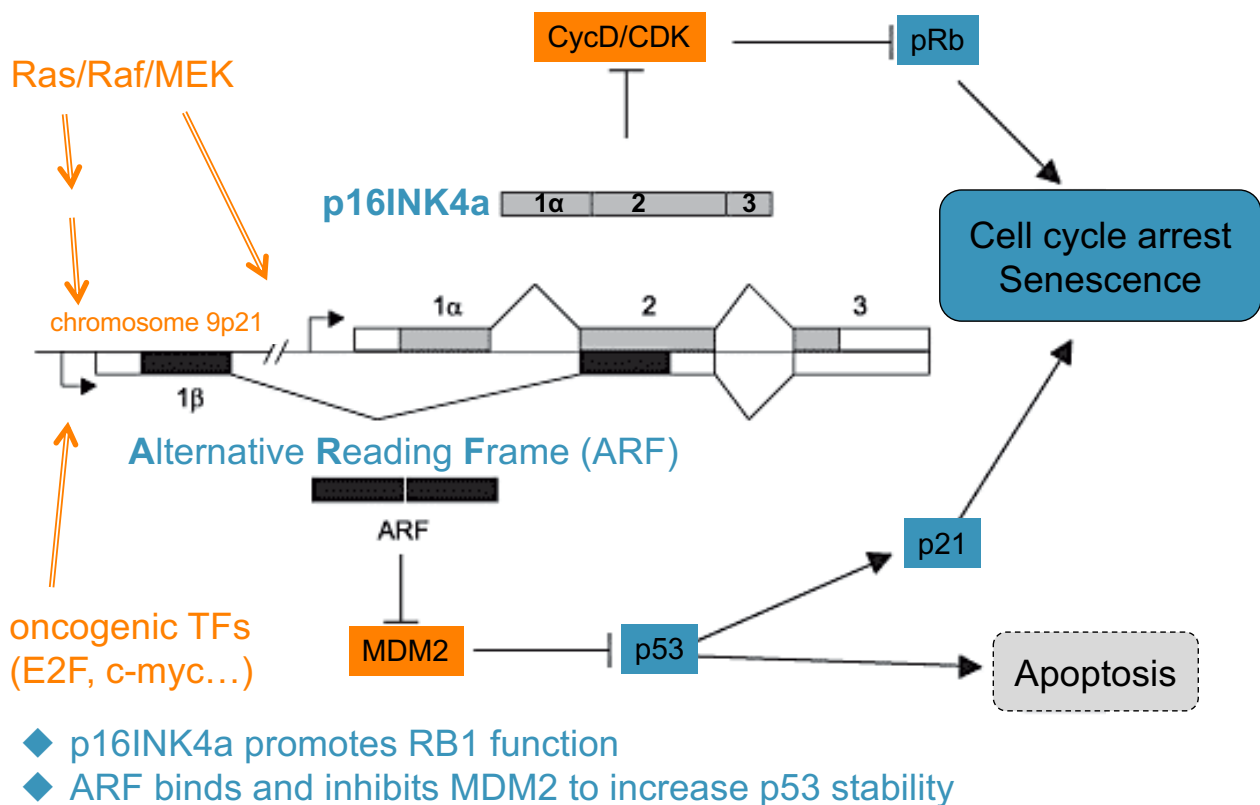 CycD/CDK
pRb
Ras/Raf/MEK
p16INK4a
1α 2 3
Cell cycle arrest
Senescence
chromosome 9p21
1α 2 3
1β
Alternative Reading Frame (ARF)
ARF
p21
oncogenic TFs
(E2F, c-myc...)
MDM2
p53
Apoptosis
◆ p16INK4a promotes RB1 function
◆ ARF binds and inhibits MDM2 to increase p53 stability